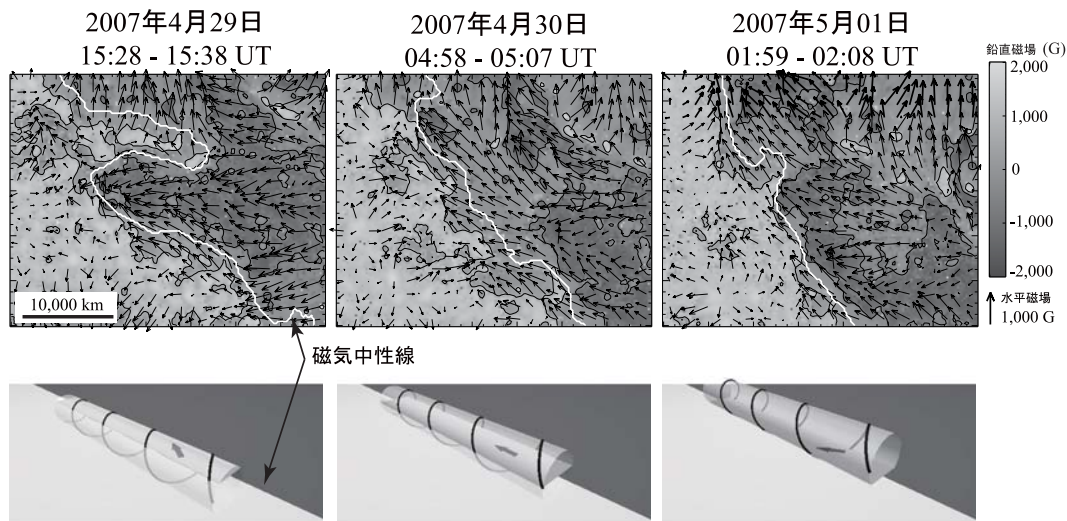 2007年4月29日
15:28 - 15:38 UT
2007年4月30日
04:58 - 05:07 UT
2007年5月01日
01:59 - 02:08 UT
鉛直磁場 (G)
2,000
1,000
0
-1,000
-2,000
水平磁場
1,000 G
10,000 km
磁気中性線